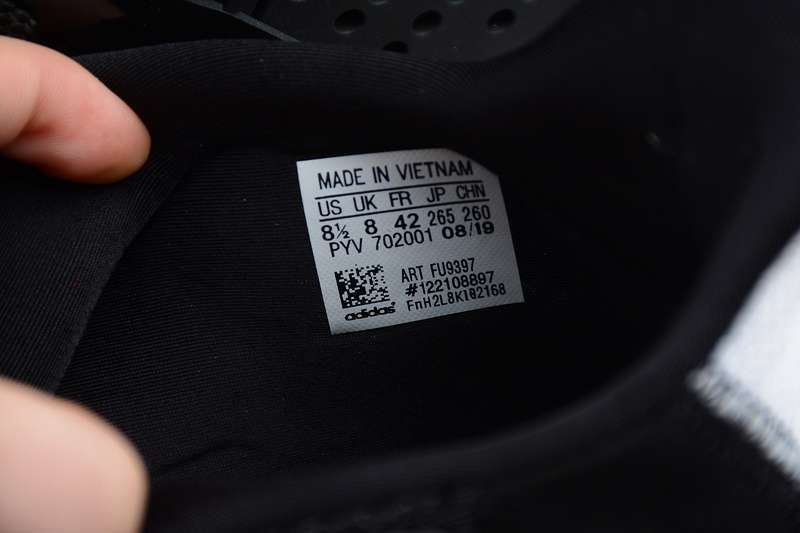 MADE IN VIETNAM
US UK FR JP CHN
8½ 8 42 265 260
PYV 702001 08/19
ART FU9397
#122108897
FnH2L8K182168
adidas